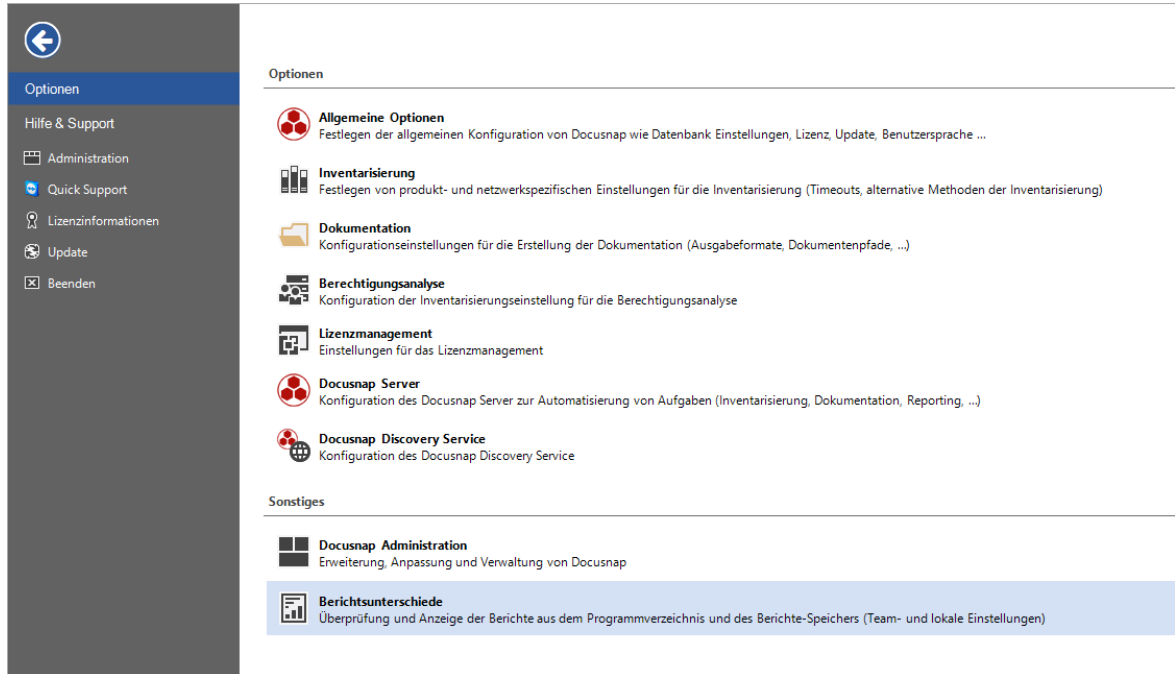 Optionen
Hilfe & Support
Administration
Quick Support
Lizenzinformationen
Update
Beenden
Optionen
Allgemeine Optionen
Festlegen der allgemeinen Konfiguration von Docusnap wie Datenbank Einstellungen, Lizenz, Update, Benutzersprache ...
Inventarisierung
Festlegen von produkt- und netzwerkspezifischen Einstellungen für die Inventarisierung (Timeouts, alternative Methoden der Inventarisierung)
Dokumentation
Konfigurationseinstellungen für die Erstellung der Dokumentation (Ausgabeformate, Dokumentenpfade, ...)
Berechtigungsanalyse
Konfiguration der Inventarisierungseinstellung für die Berechtigungsanalyse
Lizenzmanagement
Einstellungen für das Lizenzmanagement
Docusnap Server
Konfiguration des Docusnap Server zur Automatisierung von Aufgaben (Inventarisierung, Dokumentation, Reporting, ...)
Docusnap Discovery Service
Konfiguration des Docusnap Discovery Service
Sonstiges
Docusnap Administration
Erweiterung, Anpassung und Verwaltung von Docusnap
Berichtsunterschiede
Überprüfung und Anzeige der Berichte aus dem Programmverzeichnis und des Berichte-Speichers (Team- und lokale Einstellungen)